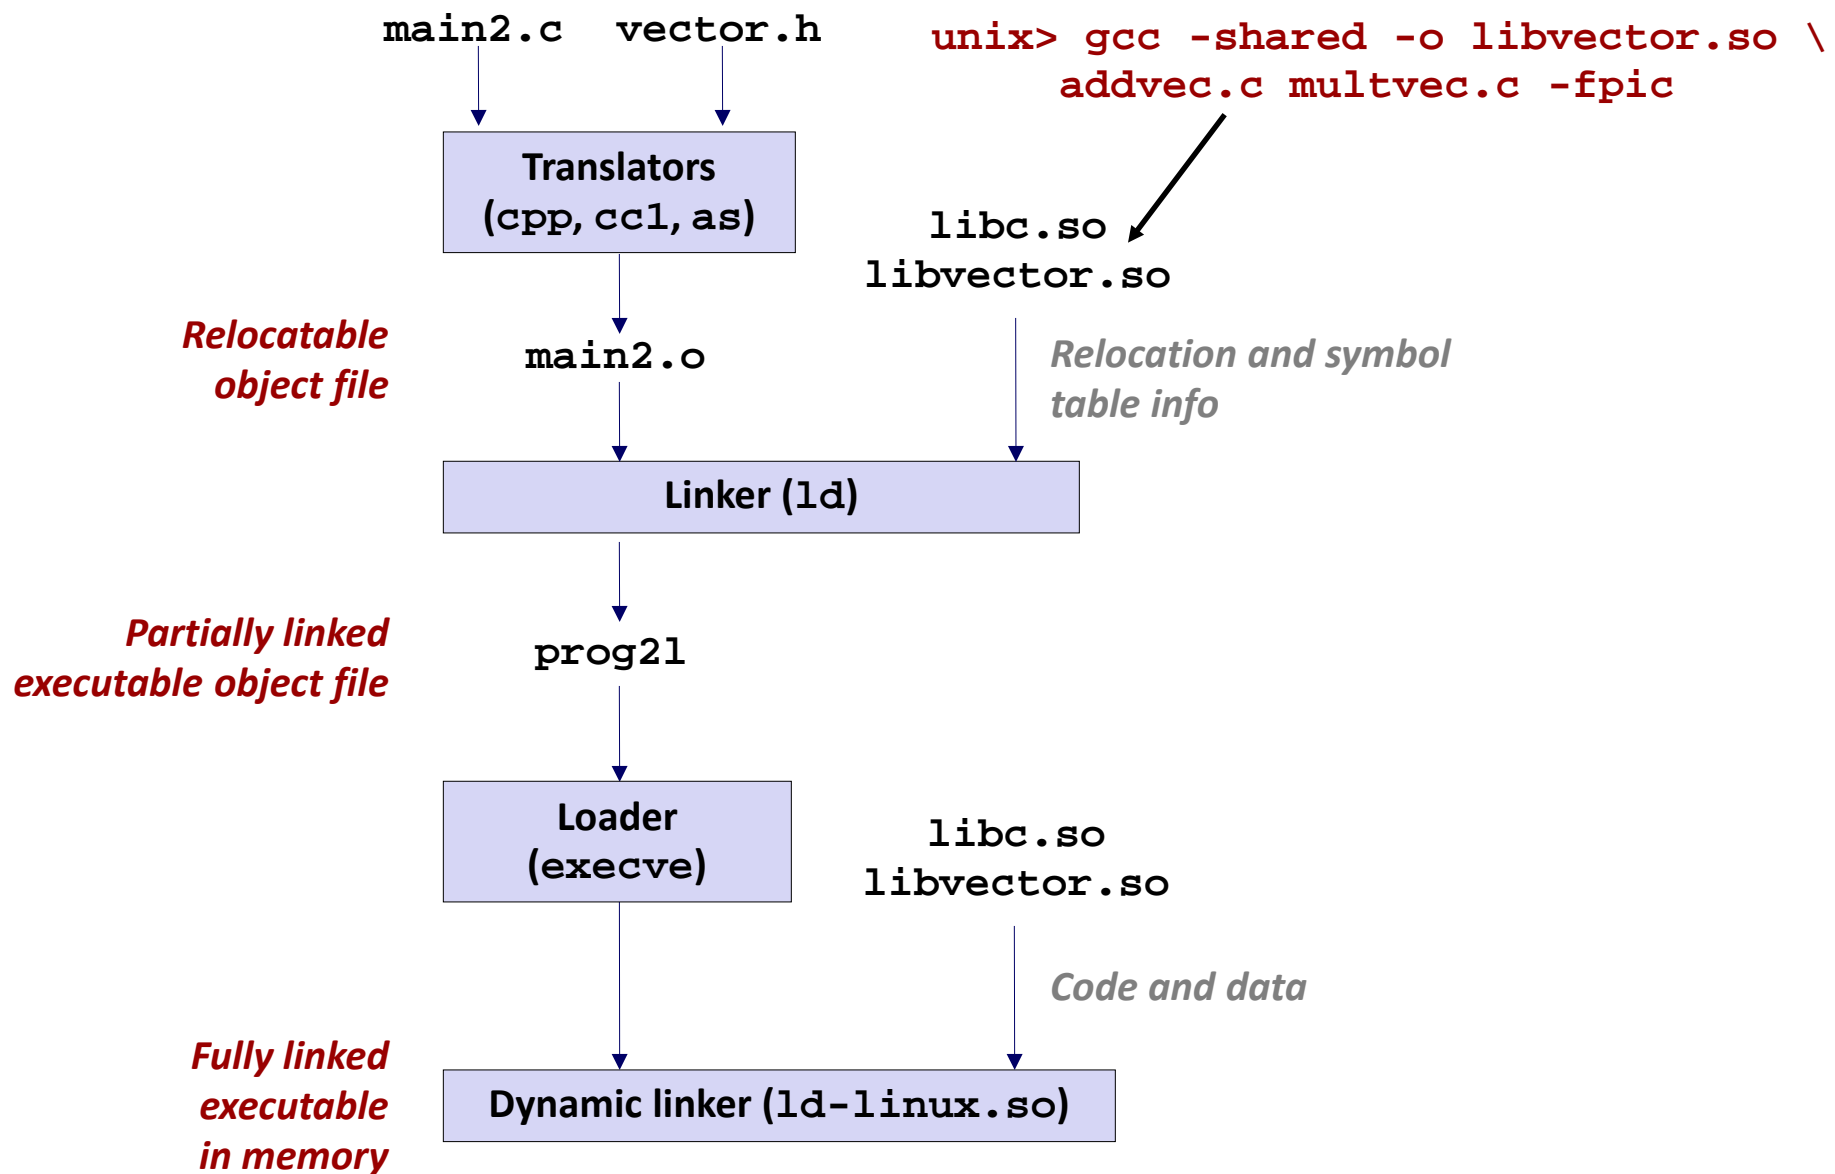 main2.c vector.h
unix> gcc -shared -o libvector.so \
addvec.c multvec.c -fpic
Translators
(cpp, cc1, as)
libc.so
libvector.so
Relocatable
object file
main2.o
Relocation and symbol
table info
Linker (ld)
Partially linked
executable object file
prog2l
Loader
(execve)
libc.so
libvector.so
Code and data
Fully linked
executable
in memory
Dynamic linker (ld-linux.so)